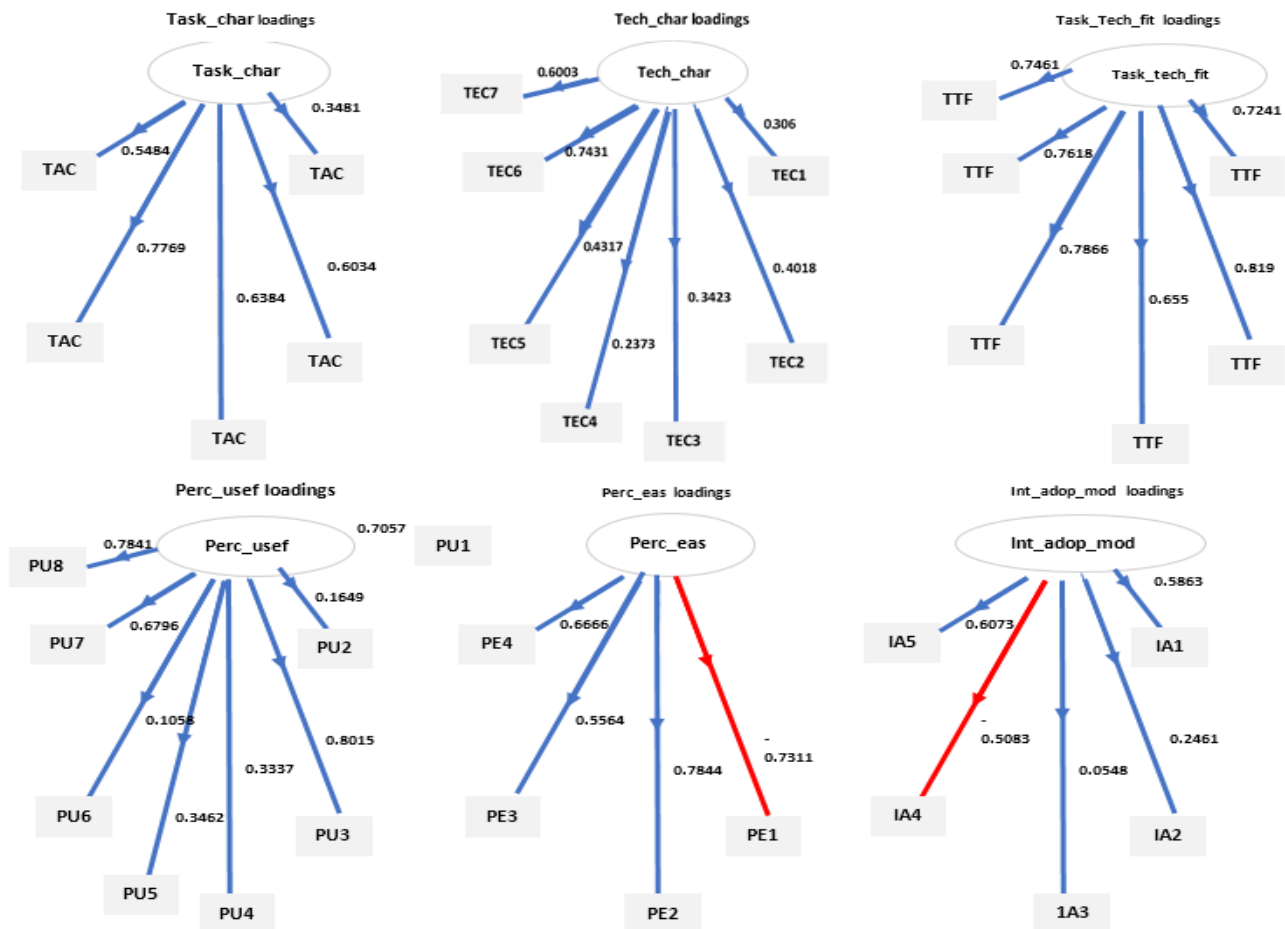 Task_char loadings
Task_char
0.3481
0.5484
TAC
TAC
0.7769
0.6034
0.6384
TAC
TAC
TAC
Tech_char loadings
Tech_char
0.6003
TEC7
0.306
0.7431
TEC6
TEC1
0.4317
0.4018
0.3423
0.2373
TEC5
TEC2
TEC4
TEC3
Task_Tech_fit loadings
Task_tech_fit
0.7461
TTF
0.7241
0.7618
TTF
TTF
0.7866
0.819
0.655
TTF
TTF
TTF
Perc_usef loadings
Perc_usef
0.7057
PU1
0.7841
PU8
0.1649
0.6796
PU7
PU2
0.1058
0.8015
0.3337
0.3462
PU6
PU3
PU5
PU4
Perc_eas loadings
Perc_eas
0.6666
PE4
0.5564
-
0.7311
0.7844
PE3
PE1
PE2
Int_adop_mod loadings
Int_adop_mod
0.5863
0.6073
IA5
IA1
-
0.5083
0.2461
0.0548
IA4
IA2
1A3